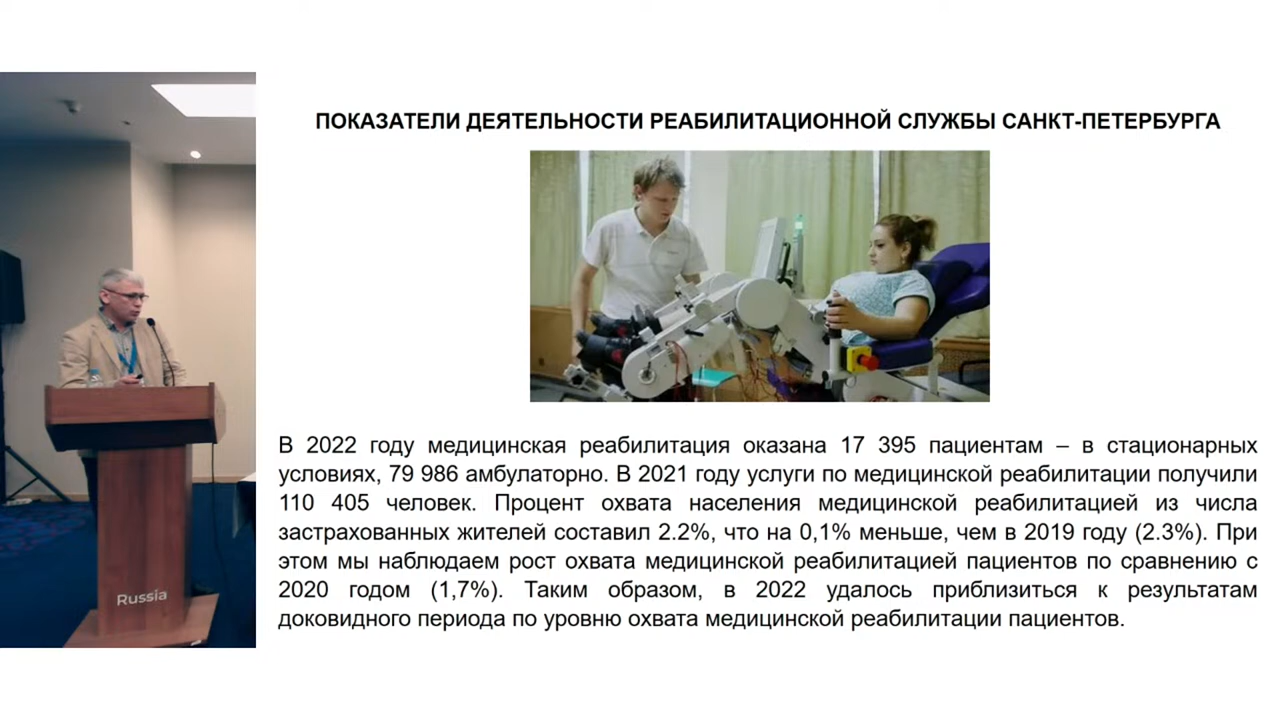 ПОКАЗАТЕЛИ ДЕЯТЕЛЬНОСТИ РЕАБИЛИТАЦИОННОЙ СЛУЖБЫ САНКТ-ПЕТЕРБУРГА
В 2022 году медицинская реабилитация оказана 17 395 пациентам – в стационарных
условиях, 79 986 амбулаторно. В 2021 году услуги по медицинской реабилитации получили
110 405 человек. Процент охвата населения медицинской реабилитацией из числа
застрахованных жителей составил 2.2%, что на 0,1% меньше, чем в 2019 году (2.3%). При
этом мы наблюдаем рост охвата медицинской реабилитацией пациентов по сравнению с
2020 годом (1,7%). Таким образом, в 2022 удалось приблизиться к результатам
доковидного периода по уровню охвата медицинской реабилитации пациентов.
Russia